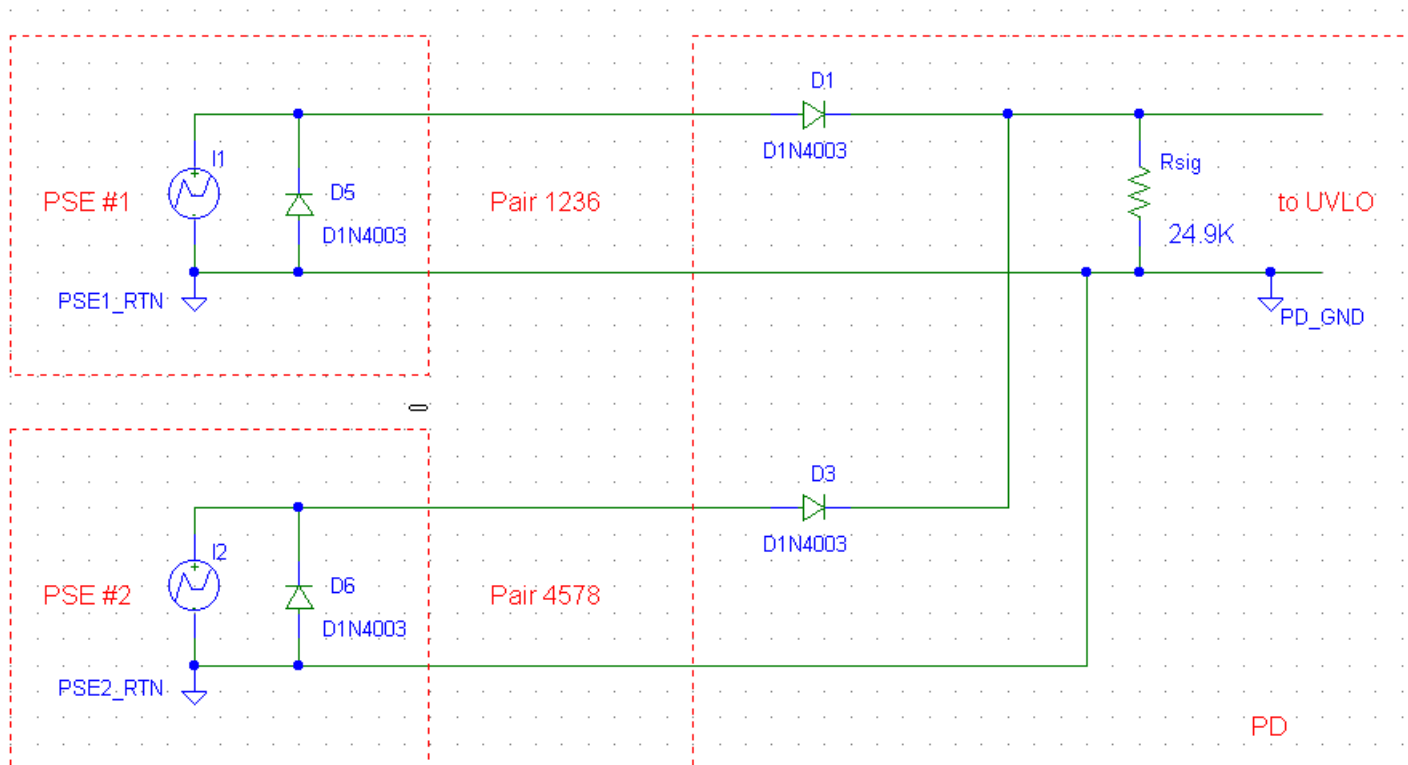 D1
D1N4003
I1
PSE #1
D5
D1N4003
Pair 1236
Rsig
24.9K
to UVLO
PSE1_RTN
PD_GND
D3
D1N4003
I2
PSE #2
D6
D1N4003
Pair 4578
PSE2_RTN
PD